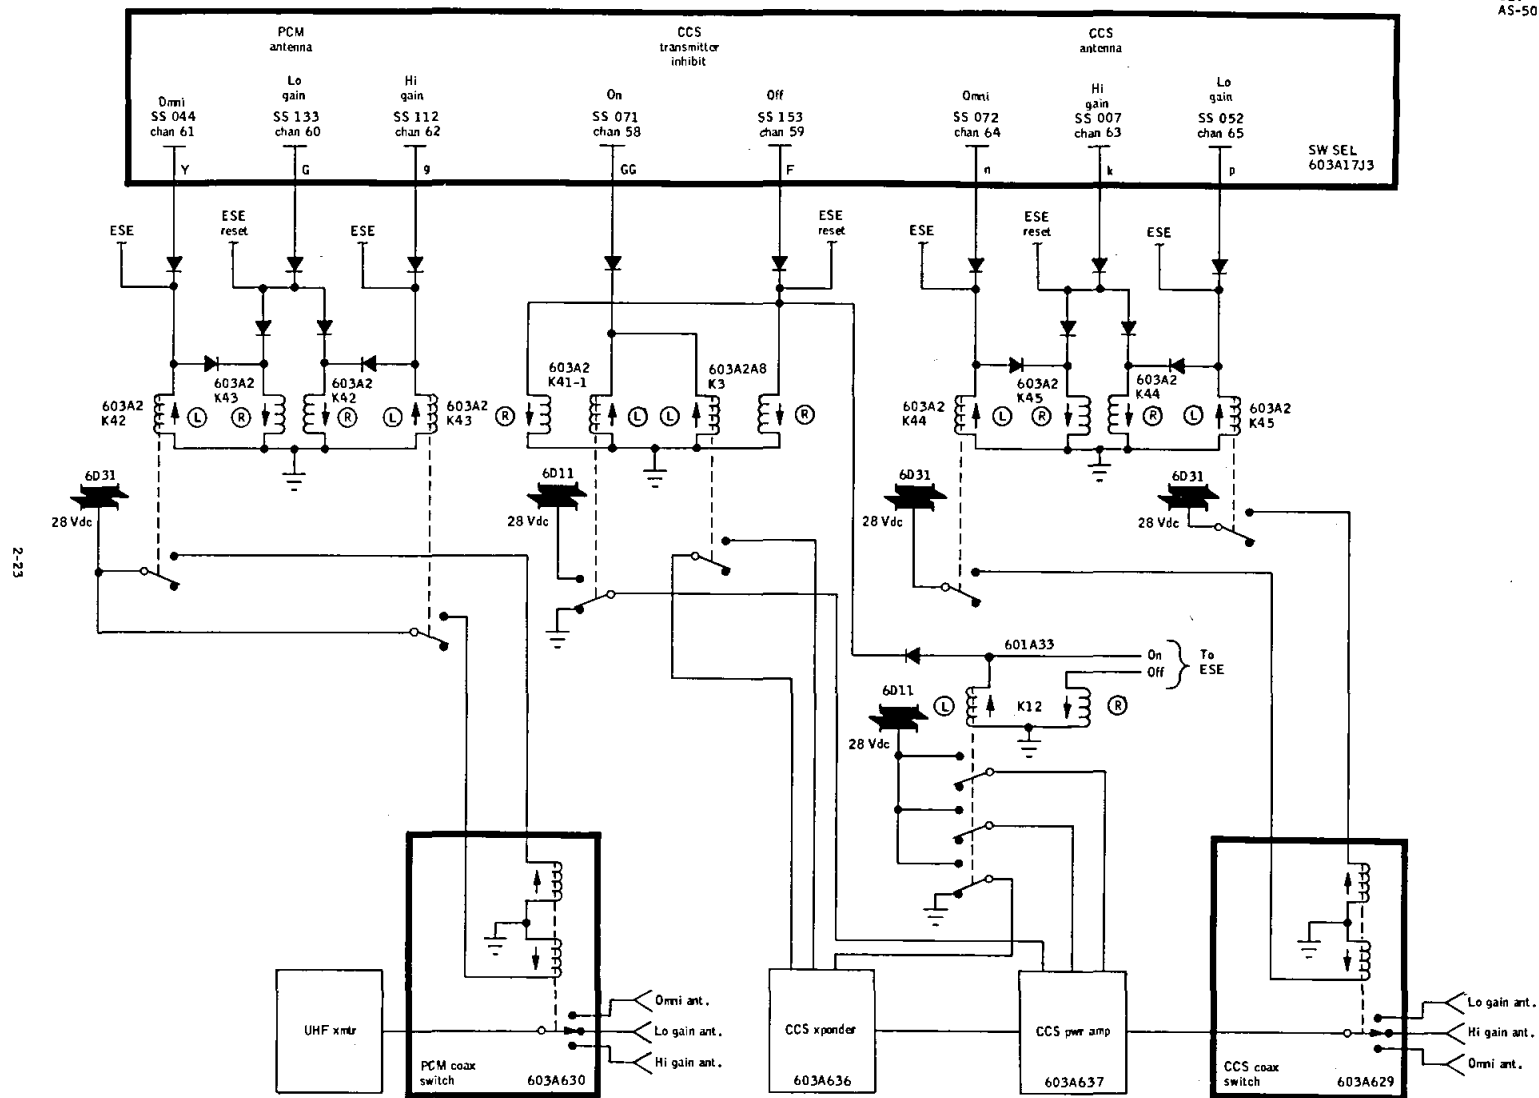 AS-50
PCM
antenna
CCS
transmitter
inhibit
CCS
antenna
Omni
SS 044
chan 61
Lo
gain
SS 133
chan 60
Hi
gain
SS 112
chan 62
On
SS 071
chan 58
Off
SS 153
chan 59
Omni
SS 072
chan 64
Hi
gain
SS 007
chan 63
Lo
gain
SS 052
chan 65
SW SEL
603A17J3
Y
G
g
GG
F
n
k
p
ESE
ESE
reset
ESE
ESE
reset
ESE
ESE
reset
ESE
603A2
K42
L
603A2
K43
R
603A2
K42
R
L
603A2
K43
R
603A2
K41-1
L
L
603A2A8
K3
R
603A2
K44
L
603A2
K45
R
603A2
K44
R
L
603A2
K45
6D31
28 Vdc
6D11
28 Vdc
6D31
28 Vdc
6D31
28 Vdc
2-23
601A33
On
Off
To
ESE
6D11
28 Vdc
L
K12
R
UHF xmtr
PCM coax
switch
603A630
Omni ant.
Lo gain ant.
Hi gain ant.
CCS xponder
603A636
CCS pwr amp
603A637
CCS coax
switch
603A629
Lo gain ant.
Hi gain ant.
Omni ant.